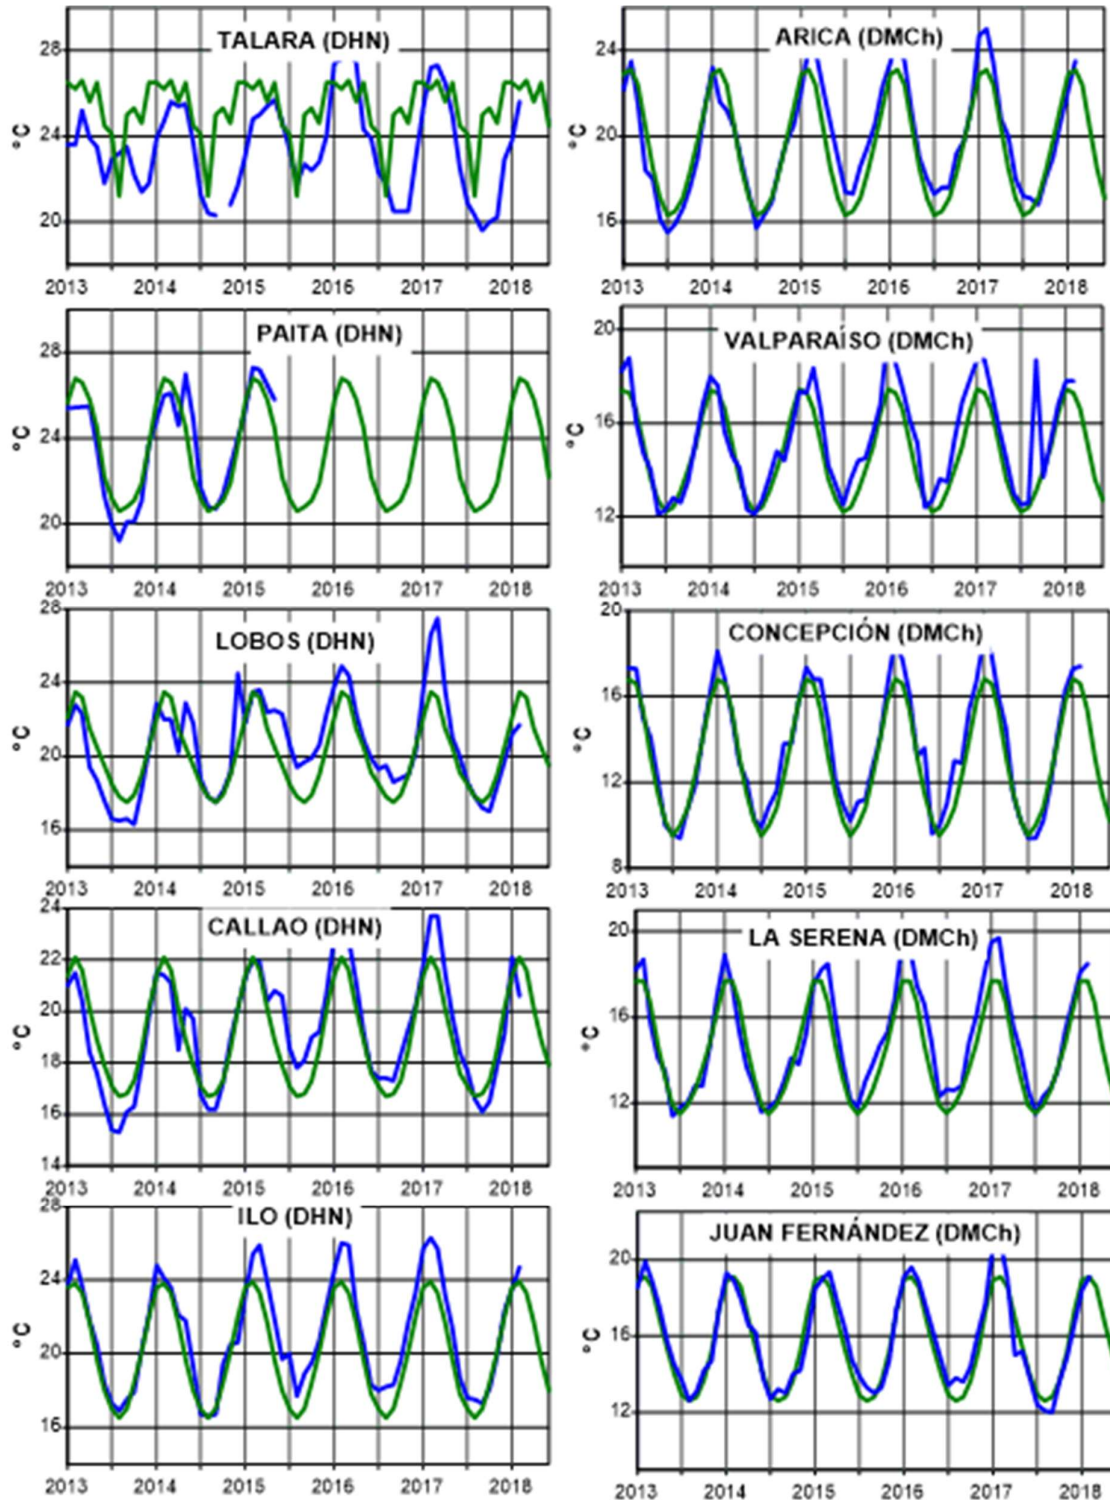 TALARA (DHN)
28
24
20
°C
2013 2014 2015 2016 2017 2018
PAITA (DHN)
28
24
20
°C
2013 2014 2015 2016 2017 2018
LOBOS (DHN)
28
24
20
16
°C
2013 2014 2015 2016 2017 2018
CALLAO (DHN)
24
22
20
18
16
14
°C
2013 2014 2015 2016 2017 2018
ILO (DHN)
28
24
20
16
°C
2013 2014 2015 2016 2017 2018
ARICA (DMCh)
24
20
16
°C
2013 2014 2015 2016 2017 2018
VALPARAÍSO (DMCh)
20
16
12
°C
2013 2014 2015 2016 2017 2018
CONCEPCIÓN (DMCh)
20
16
12
8
°C
2013 2014 2015 2016 2017 2018
LA SERENA (DMCh)
20
16
12
°C
2013 2014 2015 2016 2017 2018
JUAN FERNÁNDEZ (DMCh)
20
16
12
°C
2013 2014 2015 2016 2017 2018